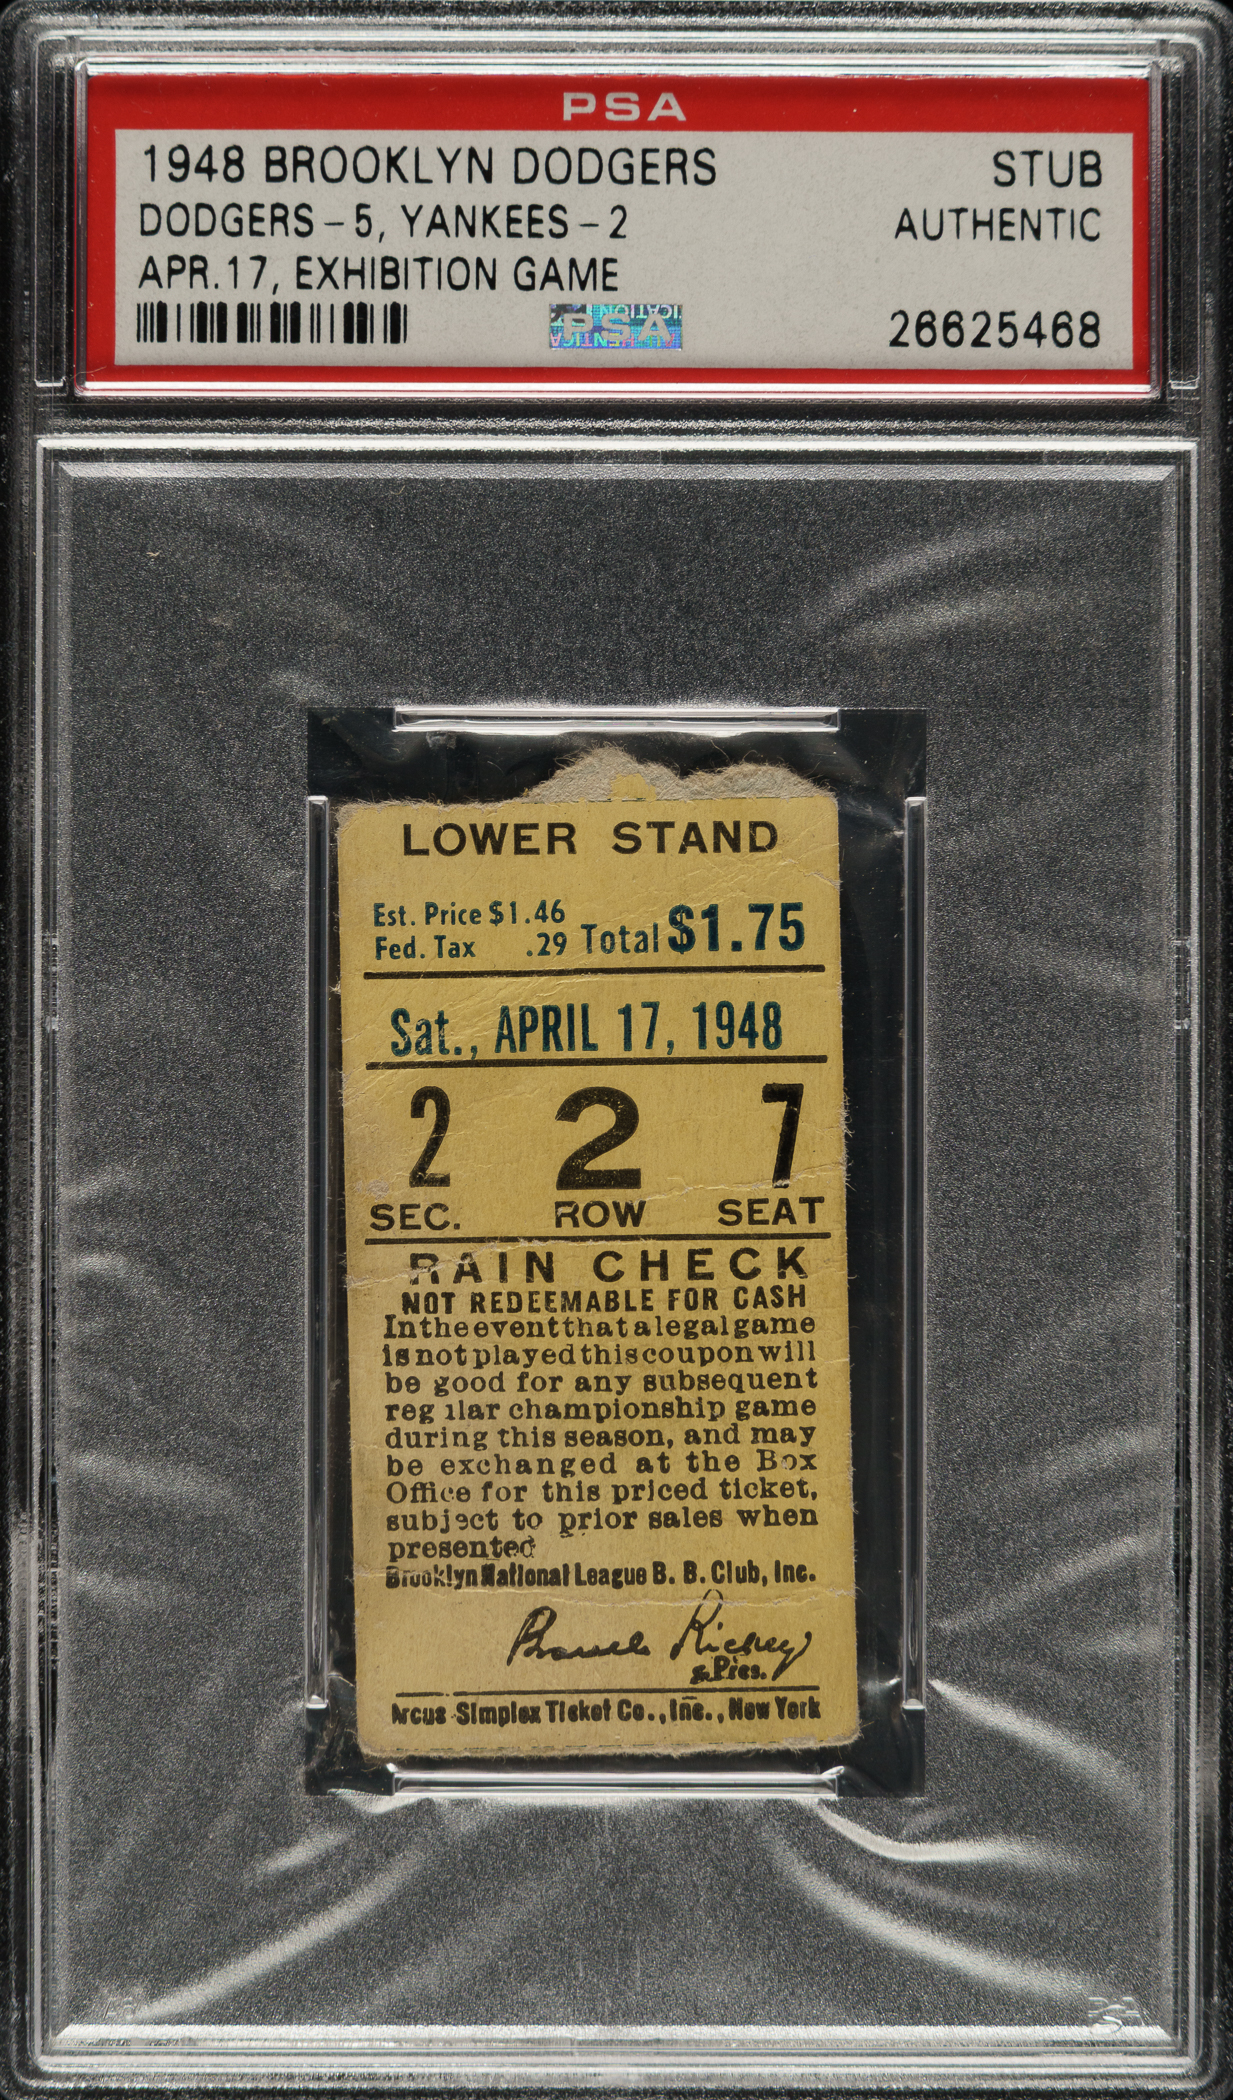 PSA
1948 BROOKLYN DODGERS STUB
DODGERS-5, YANKEES-2 AUTHENTIC
APR.17, EXHIBITION GAME
PSA 26625468
LOWER STAND
Est. Price $1.46
Fed. Tax .29 Total $1.75
Sat., APRIL 17, 1948
2 2 7
SEC. ROW SEAT
RAIN CHECK
NOT REDEEMABLE FOR CASH
In the event that a legal game
is not played this coupon will
be good for any subsequent
reg lar championship game
during this season, and may
be exchanged at the Box
Office for this priced ticket,
subject to prior sales when
presented
Brooklyn National League B. B. Club, Inc.
Branch Rickey
Pres.
Arcus Simplex Ticket Co., Inc., New York
PSA